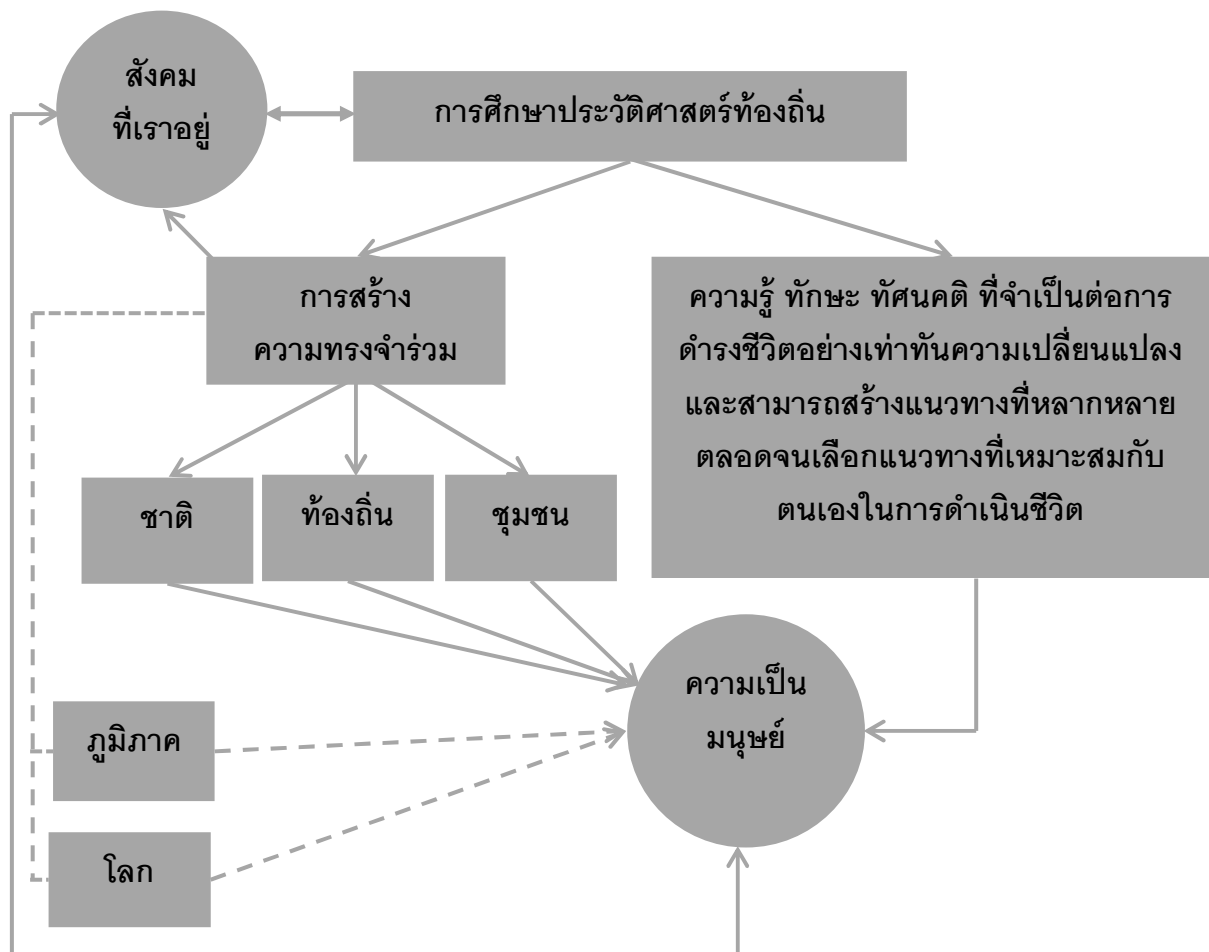 สังคม
ที่เราอยู่
การศึกษาประวัติศาสตร์ท้องถิ่น
การสร้าง
ความทรงจำร่วม
ความรู้ ทักษะ ทัศนคติ ที่จำเป็นต่อการ
ดำรงชีวิตอย่างเท่าทันความเปลี่ยนแปลง
และสามารถสร้างแนวทางที่หลากหลาย
ตลอดจนเลือกแนวทางที่เหมาะสมกับ
ตนเองในการดำเนินชีวิต
ชาติ
ท้องถิ่น
ชุมชน
ความเป็น
มนุษย์
ภูมิภาค
โลก